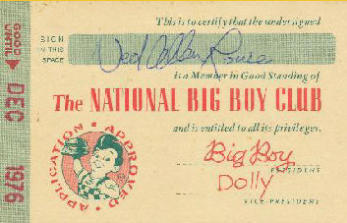 This is to certify that the undersigned
SIGN
IN THIS
SPACE
is a Member in Good Standing of
The NATIONAL BIG BOY CLUB
and is entitled to all its privileges.
Big Boy
PRESIDENT
Dolly
VICE-PRESIDENT
APPLICATION • APPROVED •
GOOD
UNTIL
DEC 1976